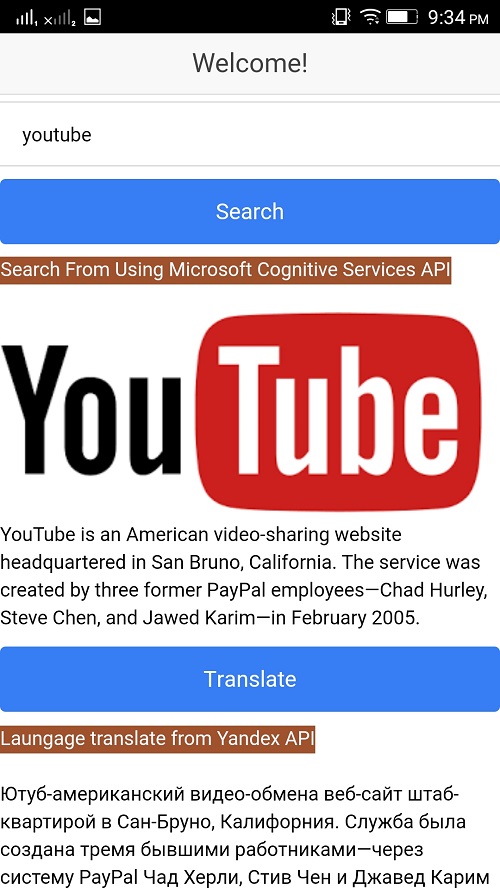 9:34 PM
Welcome!
youtube
Search
Search From Using Microsoft Cognitive Services API
YouTube
YouTube is an American video-sharing website
headquartered in San Bruno, California. The service was
created by three former PayPal employees—Chad Hurley,
Steve Chen, and Jawed Karim—in February 2005.
Translate
Laungage translate from Yandex API
Ютуб-американский видео-обмена веб-сайт штаб-
квартирой в Сан-Бруно, Калифорния. Служба была
создана тремя бывшими работниками—через
систему PayPal Чад Херли, Стив Чен и Джавед Карим